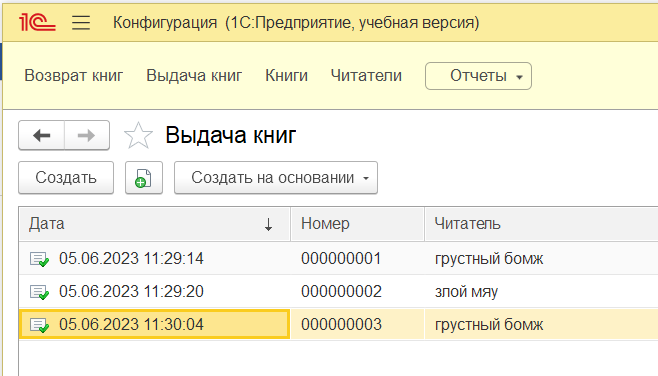 1С Конфигурация (1С:Предприятие, учебная версия)
Возврат книг Выдача книг Книги Читатели Отчеты
Выдача книг
Создать Создать на основании
Дата Номер Читатель
05.06.2023 11:29:14 000000001 грустный бомж
05.06.2023 11:29:20 000000002 злой мяу
05.06.2023 11:30:04 000000003 грустный бомж